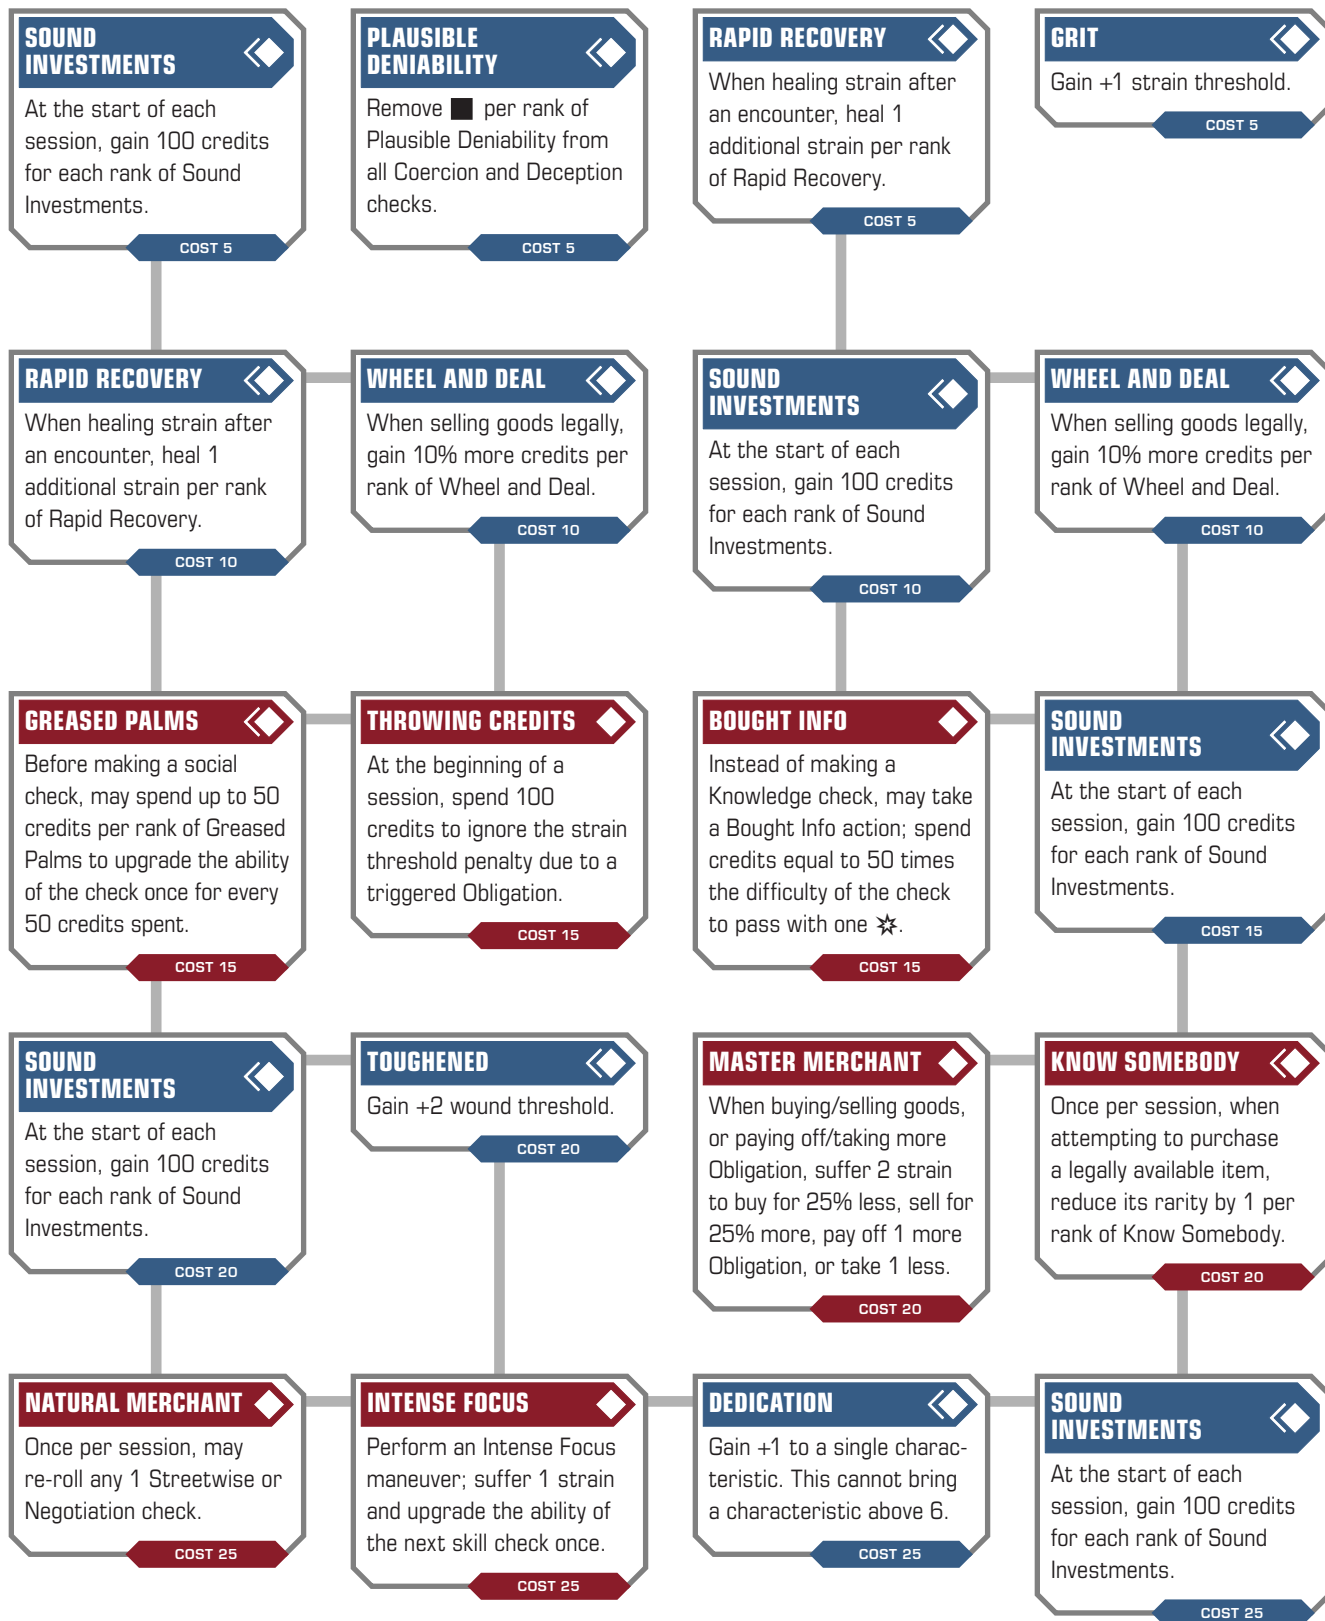 SOUND
INVESTMENTS
At the start of each
session, gain 100 credits
for each rank of Sound
Investments.
COST 5
PLAUSIBLE
DENIABILITY
Remove per rank of
Plausible Deniability from
all Coercion and Deception
checks.
COST 5
RAPID RECOVERY
When healing strain after
an encounter, heal 1
additional strain per rank
of Rapid Recovery.
COST 5
GRIT
Gain +1 strain threshold.
COST 5
RAPID RECOVERY
When healing strain after
an encounter, heal 1
additional strain per rank
of Rapid Recovery.
COST 10
WHEEL AND DEAL
When selling goods legally,
gain 10% more credits per
rank of Wheel and Deal.
COST 10
SOUND
INVESTMENTS
At the start of each
session, gain 100 credits
for each rank of Sound
Investments.
COST 10
WHEEL AND DEAL
When selling goods legally,
gain 10% more credits per
rank of Wheel and Deal.
COST 10
GREASED PALMS
Before making a social
check, may spend up to 50
credits per rank of Greased
Palms to upgrade the ability
of the check once for every
50 credits spent.
COST 15
THROWING CREDITS
At the beginning of a
session, spend 100
credits to ignore the strain
threshold penalty due to a
triggered Obligation.
COST 15
BOUGHT INFO
Instead of making a
Knowledge check, may take
a Bought Info action; spend
credits equal to 50 times
the difficulty of the check
to pass with one .
COST 15
SOUND
INVESTMENTS
At the start of each
session, gain 100 credits
for each rank of Sound
Investments.
COST 15
SOUND
INVESTMENTS
At the start of each
session, gain 100 credits
for each rank of Sound
Investments.
COST 20
TOUGHENED
Gain +2 wound threshold.
COST 20
MASTER MERCHANT
When buying/selling goods,
or paying off/taking more
Obligation, suffer 2 strain
to buy for 25% less, sell for
25% more, pay off 1 more
Obligation, or take 1 less.
COST 20
KNOW SOMEBODY
Once per session, when
attempting to purchase
a legally available item,
reduce its rarity by 1 per
rank of Know Somebody.
COST 20
NATURAL MERCHANT
Once per session, may
re-roll any 1 Streetwise or
Negotiation check.
COST 25
INTENSE FOCUS
Perform an Intense Focus
maneuver; suffer 1 strain
and upgrade the ability of
the next skill check once.
COST 25
DEDICATION
Gain +1 to a single charac-
teristic. This cannot bring
a characteristic above 6.
COST 25
SOUND
INVESTMENTS
At the start of each
session, gain 100 credits
for each rank of Sound
Investments.
COST 25